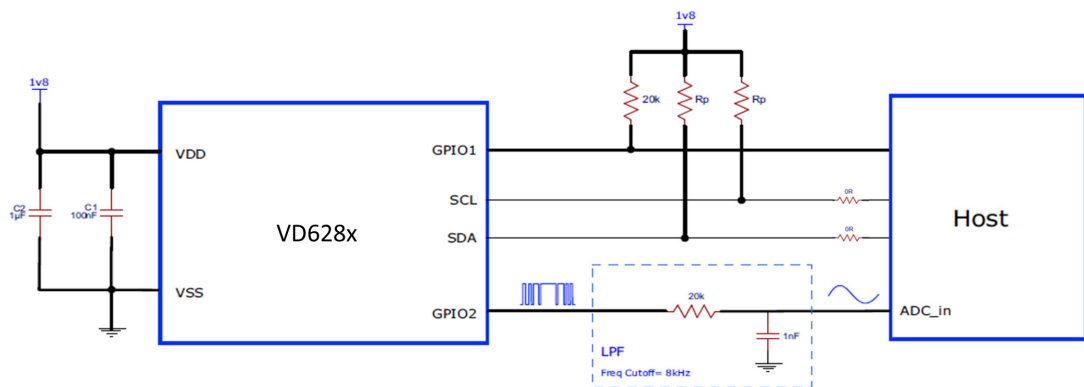 1v8
1v8
20k
Rp
Rp
VDD
GPIO1
C2
1µF
C1
100nF
SCL
0R
VD628x
Host
SDA
0R
VSS
GPIO2
20k
ADC_in
1nF
LPF
Freq Cutoff= 8kHz